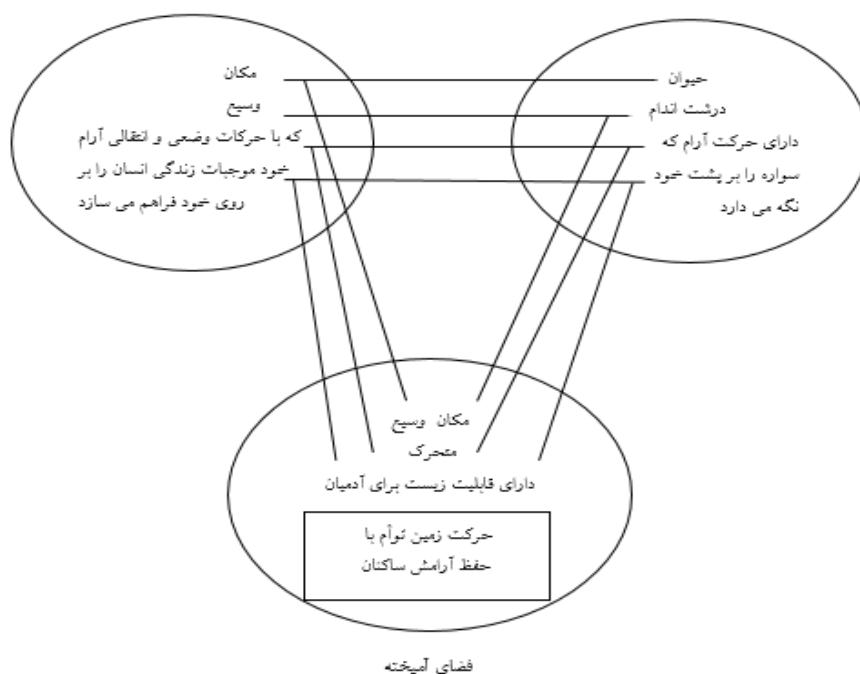 حیوان
درشت اندام
دارای حرکت آرام که
سواره را بر پشت خود
نگه می دارد
مکان
وسیع
که با حرکات وضعی و انتقالی آرام
خود موجبات زندگی انسان را بر
روی خود فراهم می سازد
مکان وسیع
متحرک
دارای قابلیت زیست برای آدمیان
حرکت زمین توأم با
حفظ آرامش ساکنان
فضای آمیخته